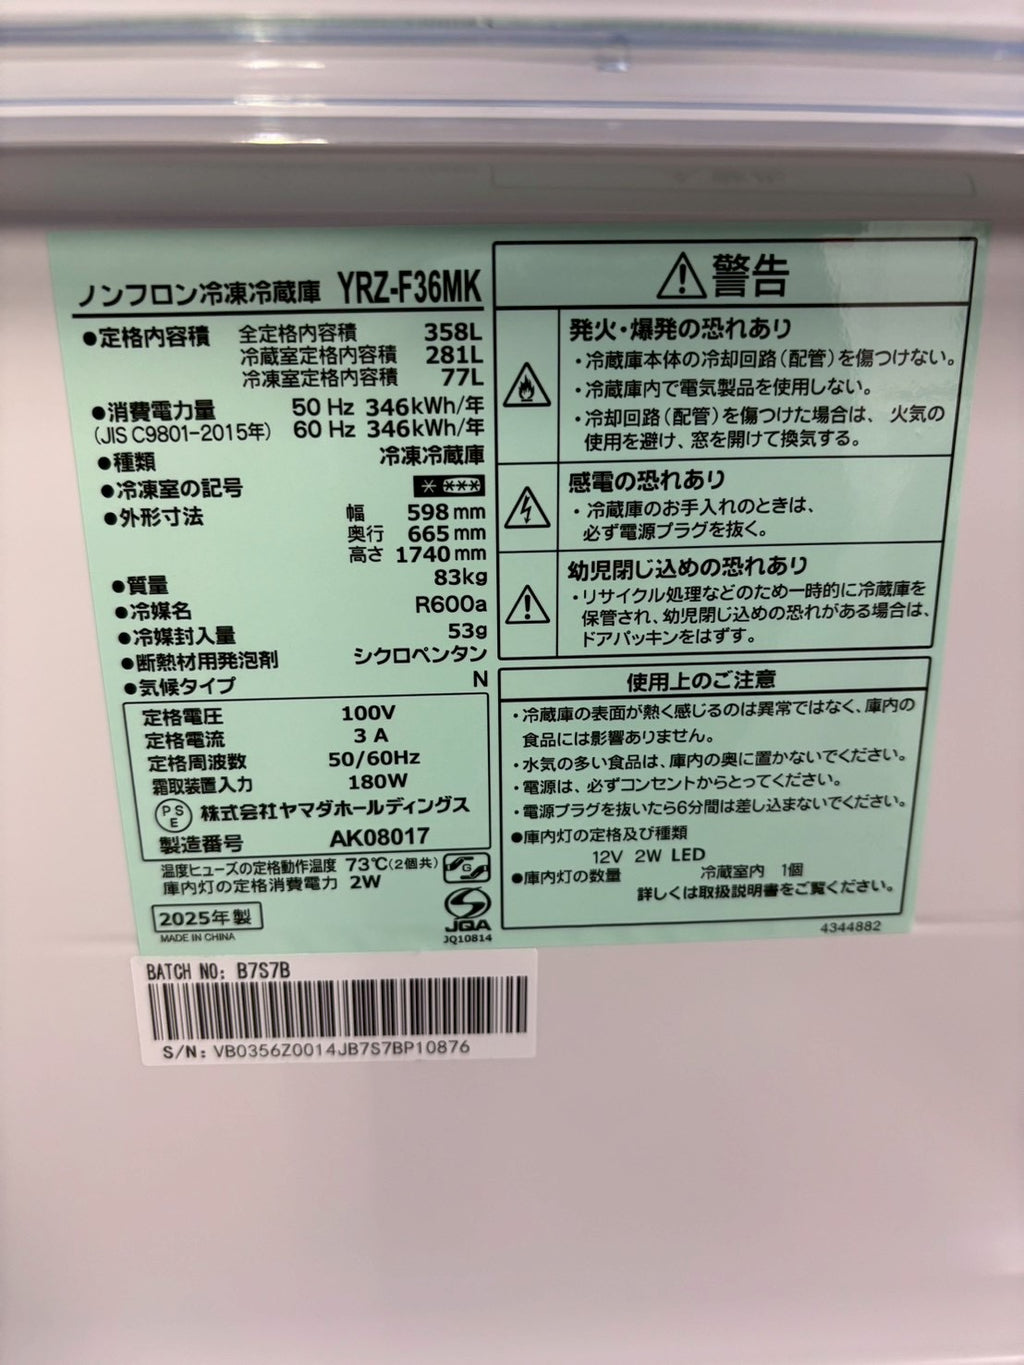 ノンフロン冷凍冷蔵庫 YRZ-F36MK
●定格内容積 全定格内容積 358L
冷蔵室定格内容積 281L
冷凍室定格内容積 77L
●消費電力量 50 Hz 346kWh/年
(JIS C9801-2015年) 60 Hz 346kWh/年
●種類 冷凍冷蔵庫
●冷凍室の記号
●外形寸法 幅 598 mm
奥行 665 mm
高さ 1740 mm
●質量 83kg
●冷媒名 R600a
●冷媒封入量 53g
●断熱材用発泡剤 シクロペンタン
●気候タイプ N
定格電圧 100V
定格電流 3 A
定格周波数 50/60Hz
霜取装置入力 180W
PSE 株式会社ヤマダホールディングス
製造番号 AK08017
温度ヒューズの定格動作温度 73℃(2個共)
庫内灯の定格消費電力 2W
G
2025年製
MADE IN CHINA
JQA
JQ10814
警告
発火・爆発の恐れあり
・冷蔵庫本体の冷却回路(配管)を傷つけない。
・冷蔵庫内で電気製品を使用しない。
・冷却回路(配管)を傷つけた場合は、火気の
使用を避け、窓を開けて換気する。
感電の恐れあり
・冷蔵庫のお手入れのときは、
必ず電源プラグを抜く。
幼児閉じ込めの恐れあり
・リサイクル処理などのため一時的に冷蔵庫を
保管され、幼児閉じ込めの恐れがある場合は、
ドアパッキンをはずす。
使用上のご注意
・冷蔵庫の表面が熱く感じるのは異常ではなく、庫内の
食品には影響ありません。
・水気の多い食品は、庫内の奥に置かないでください。
・電源は、必ずコンセントからとってください。
・電源プラグを抜いたら6分間は差し込まないでください。
●庫内灯の定格及び種類
12V 2W LED
●庫内灯の数量 冷蔵室内 1個
詳しくは取扱説明書をご覧ください。
4344882
BATCH NO: B7S7B
S/N: VB0356Z0014JB7S7BP10876